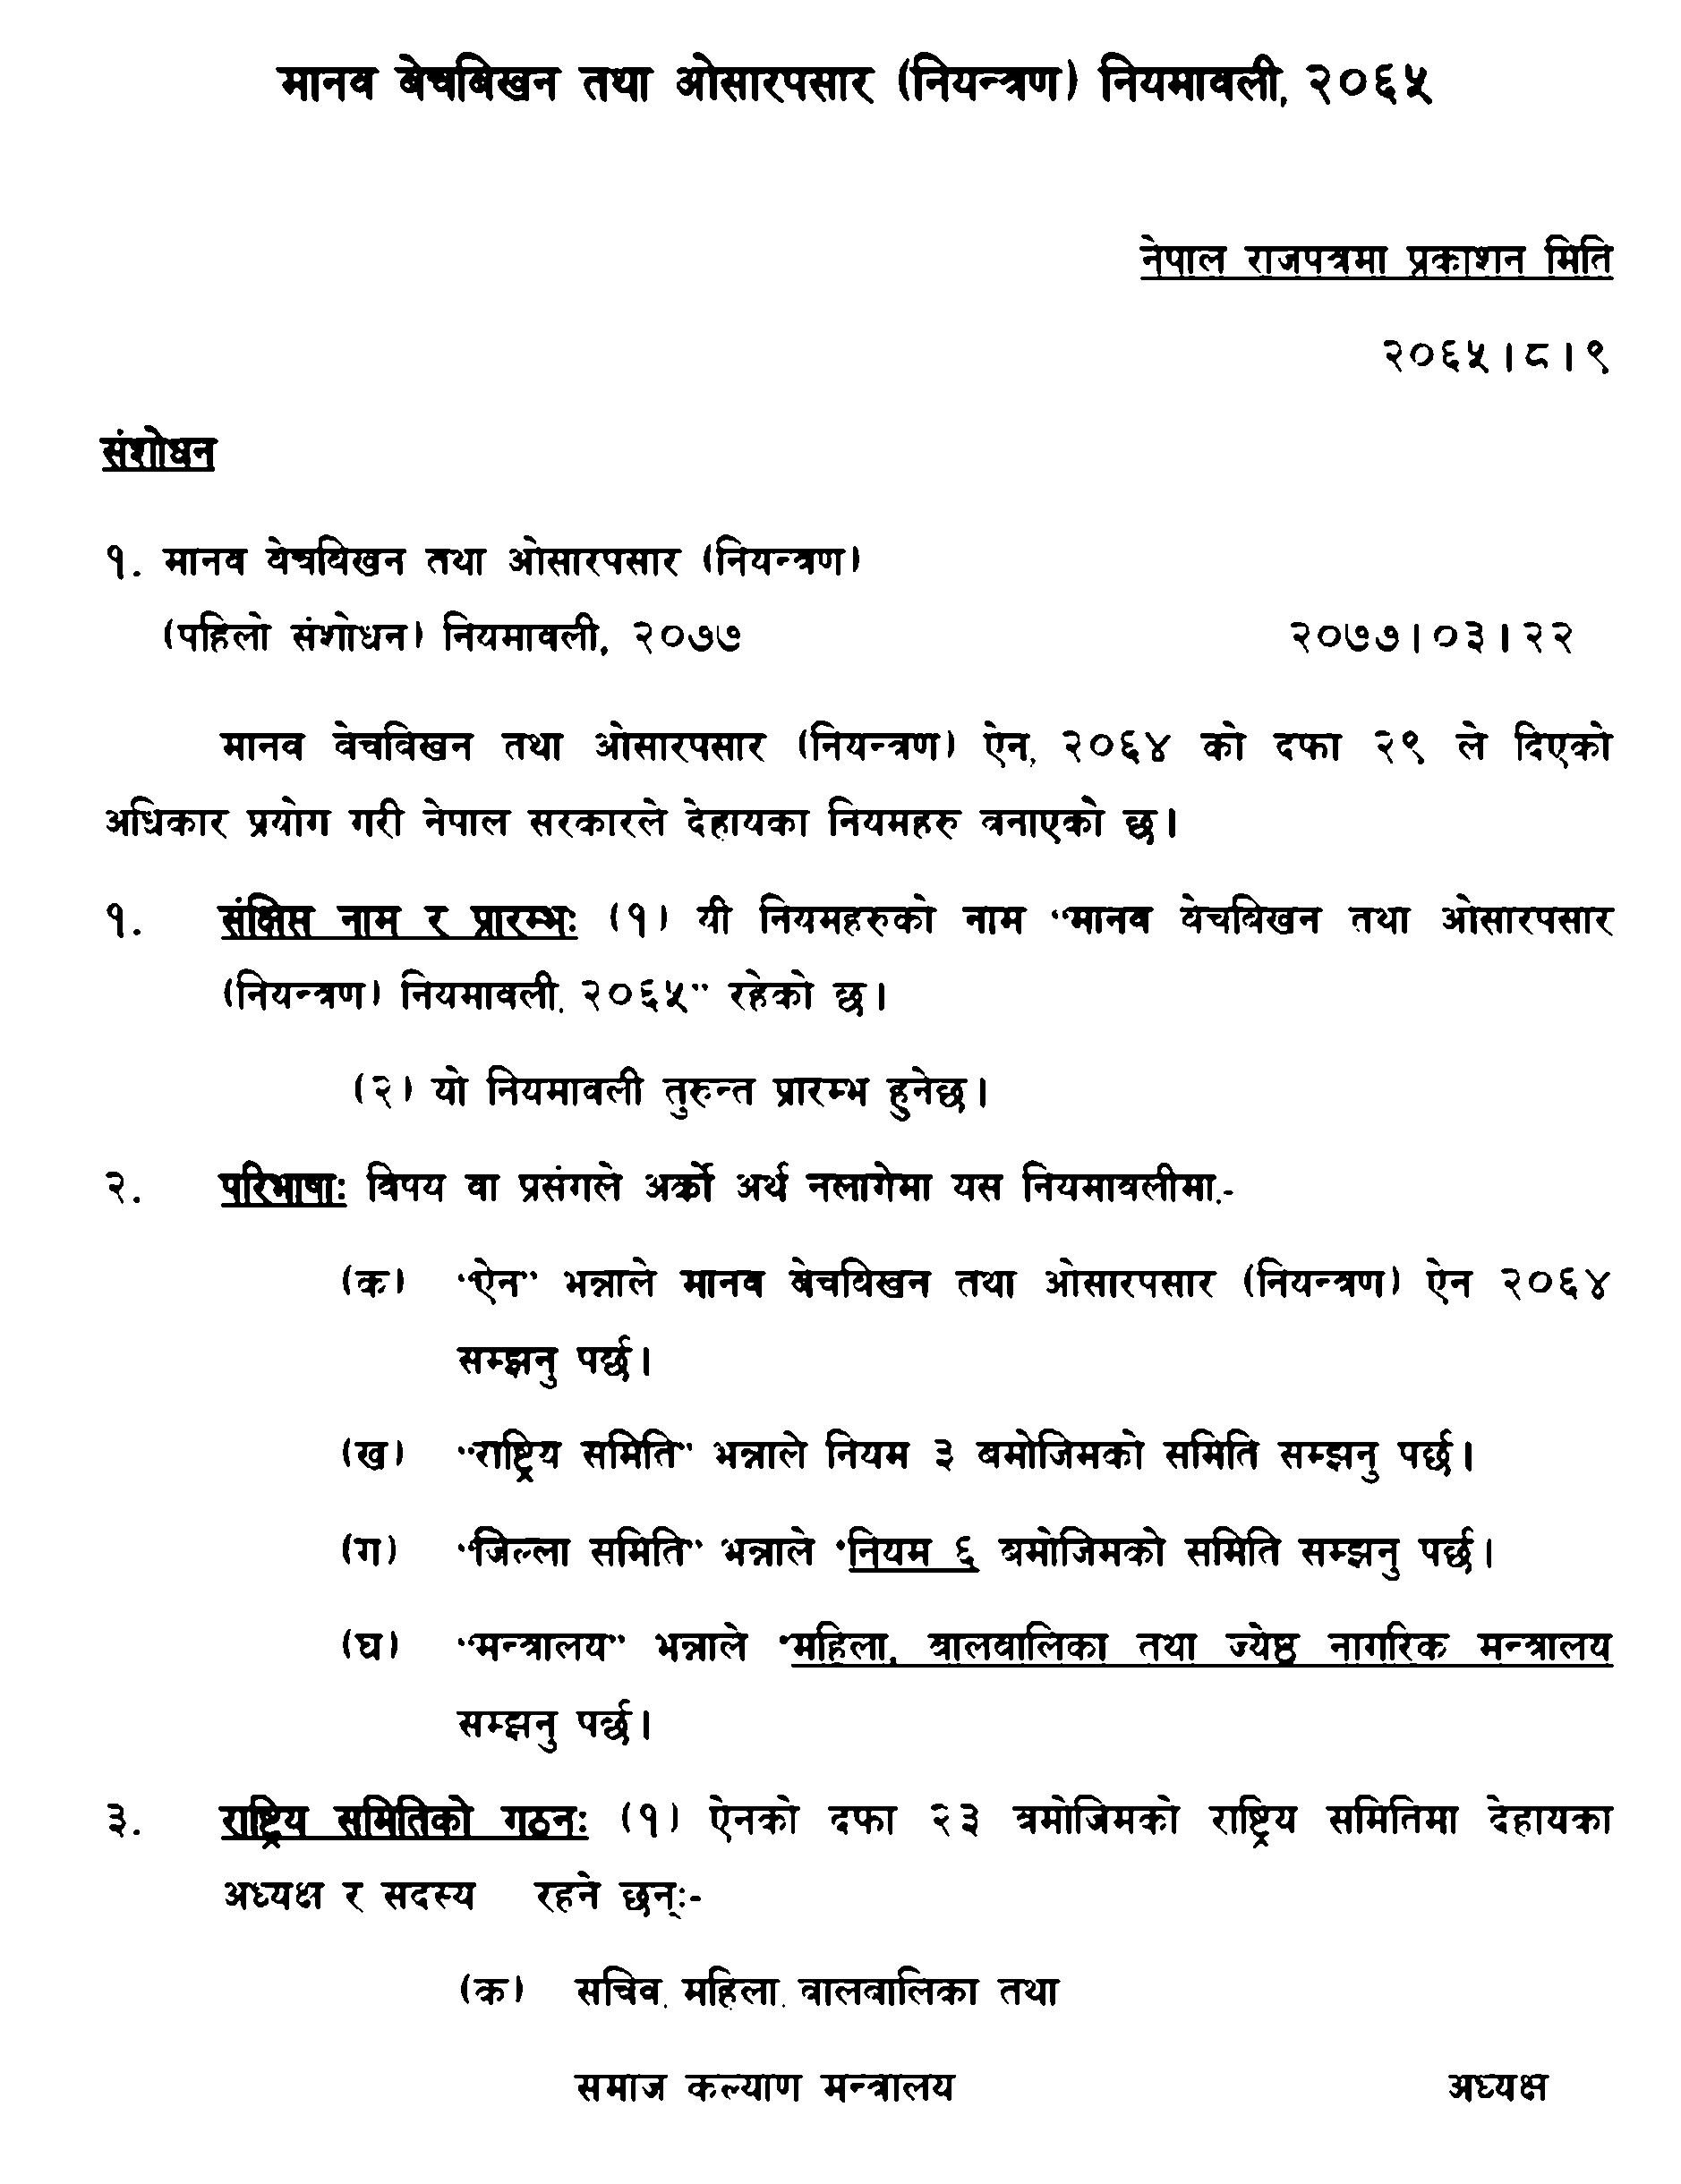 मानव बेचबिखन तथा ओसारपसार (नियन्त्रण) नियमावली, २०६५
नेपाल राजपत्रमा प्रकाशन मिति
२०६५।८।९
संशोधन
१. मानव बेचबिखन तथा ओसारपसार (नियन्त्रण)
(पहिलो संशोधन) नियमावली, २०७७ २०७७।०३।२२
मानव बेचबिखन तथा ओसारपसार (नियन्त्रण) ऐन, २०६४ को दफा २९ ले दिएको
अधिकार प्रयोग गरी नेपाल सरकारले देहायका नियमहरु बनाएको छ।
१. संक्षिप्त नाम र प्रारम्भः (१) यी नियमहरुको नाम “मानव बेचबिखन तथा ओसारपसार
(नियन्त्रण) नियमावली, २०६५” रहेको छ।
(२) यो नियमावली तुरुन्त प्रारम्भ हुनेछ।
२. परिभाषाः विषय वा प्रसंगले अर्को अर्थ नलागेमा यस नियमावलीमा,-
(क) “ऐन” भन्नाले मानव बेचबिखन तथा ओसारपसार (नियन्त्रण) ऐन २०६४
सम्झनु पर्छ।
(ख) “राष्ट्रिय समिति” भन्नाले नियम ३ बमोजिमको समिति सम्झनु पर्छ।
(ग) “जिल्ला समिति” भन्नाले •नियम ६ बमोजिमको समिति सम्झनु पर्छ।
(घ) “मन्त्रालय” भन्नाले •महिला, बालबालिका तथा ज्येष्ठ नागरिक मन्त्रालय
सम्झनु पर्छ।
३. राष्ट्रिय समितिको गठनः (१) ऐनको दफा २३ बमोजिमको राष्ट्रिय समितिमा देहायका
अध्यक्ष र सदस्य रहने छन्ः-
(क) सचिव, महिला, बालबालिका तथा
समाज कल्याण मन्त्रालय अध्यक्ष